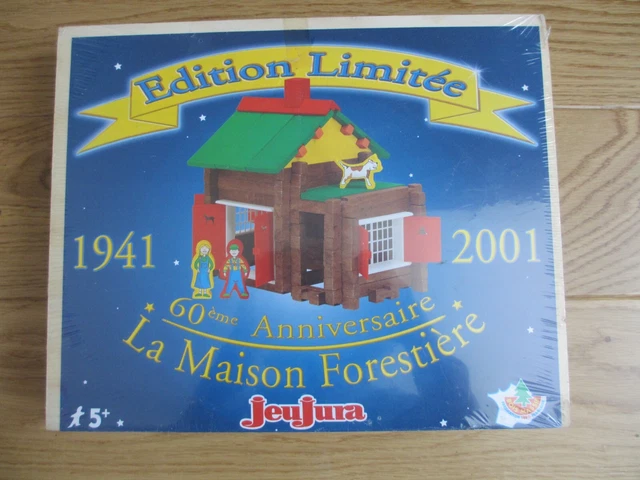 Edition Limitée
1941
2001
60ème Anniversaire
La Maison Forestière
JeuJura
5+